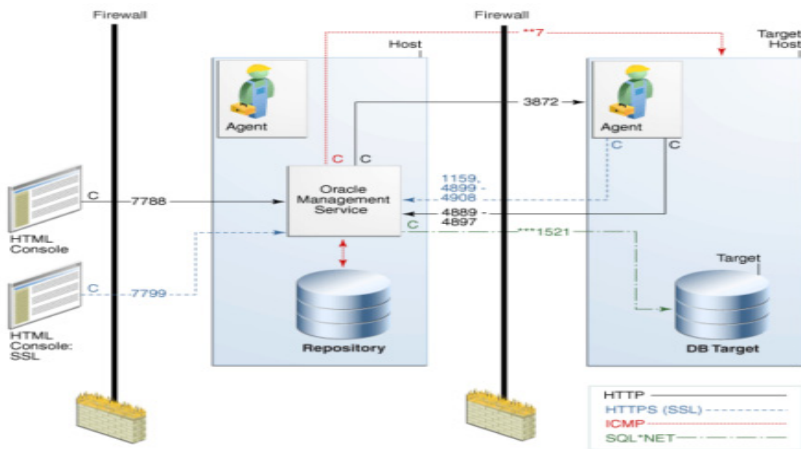 Firewall
Firewall
Host
**7
Target
Host
Agent
3872
Agent
C
C
C
C
1159,
4899 -
4908
Oracle
Management
Service
C
7788
4889 -
4897
C
***1521
HTML
Console
Target
C
7799
HTML
Console:
SSL
Repository
DB Target
HTTP
HTTPS (SSL)
ICMP
SQL*NET